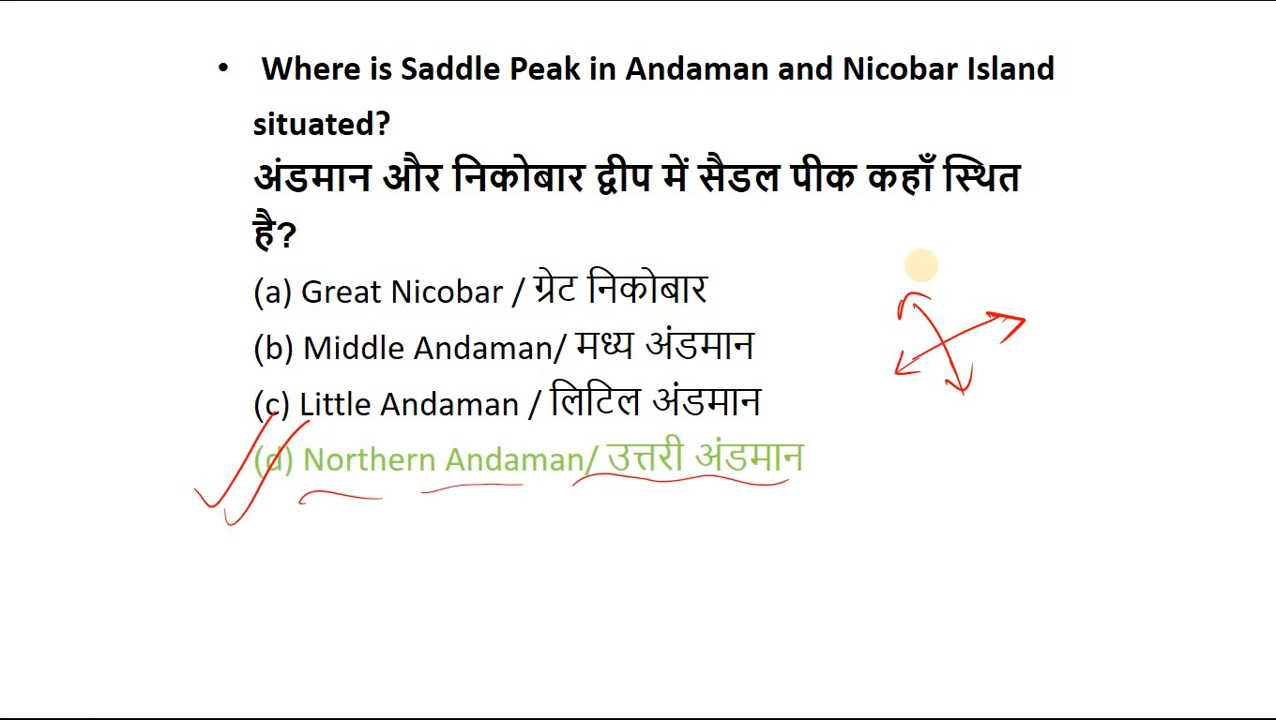 • Where is Saddle Peak in Andaman and Nicobar Island
situated?
अंडमान और निकोबार द्वीप में सैडल पीक कहाँ स्थित
है?
(a) Great Nicobar / ग्रेट निकोबार
(b) Middle Andaman/ मध्य अंडमान
(c) Little Andaman / लिटिल अंडमान
(d) Northern Andaman/ उत्तरी अंडमान